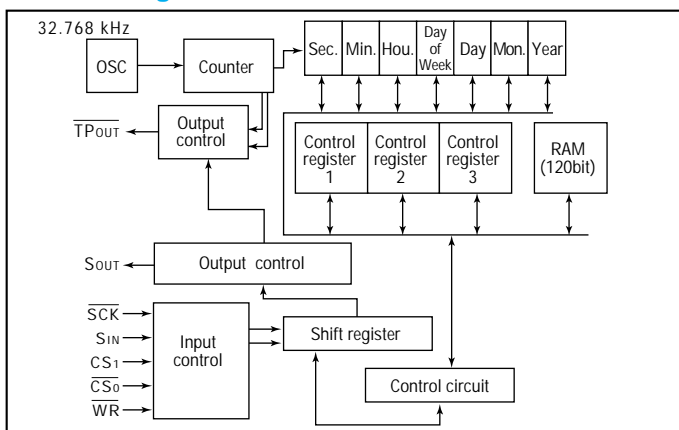 32.768 kHz
OSC
Counter
Sec.
Min.
Hou.
Day
of
Week
Day
Mon.
Year
TPOUT
Output
control
Control
register
1
Control
register
2
Control
register
3
RAM
(120bit)
SOUT
Output control
SCK
SIN
CS1
CS0
WR
Input
control
Shift register
Control circuit